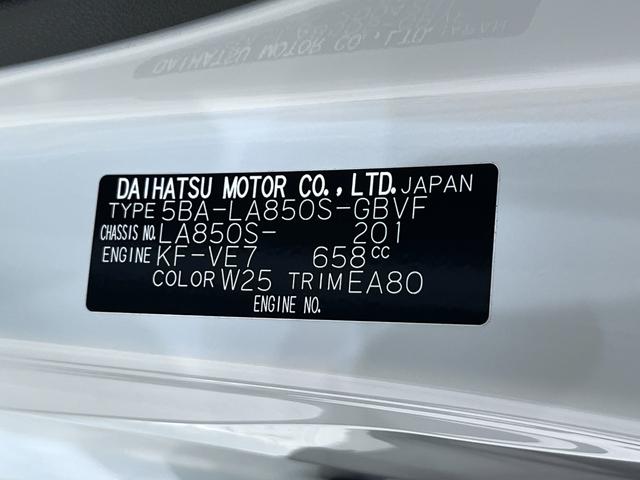 DAIHATSU MOTOR CO., LTD. JAPAN
TYPE 5BA-LA850S-GBVF
CHASSIS NO. LA850S- 201
ENGINE KF-VE7 658CC
COLOR W25 TRIM EA80
ENGINE NO.